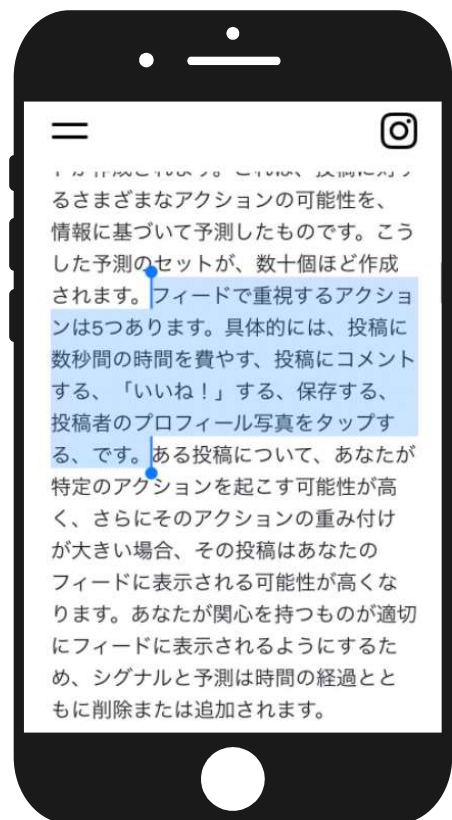 るさまざまなアクションの可能性を、
情報に基づいて予測したものです。こう
した予測のセットが、数十個ほど作成
されます。フィードで重視するアクショ
ンは5つあります。具体的には、投稿に
数秒間の時間を費やす、投稿にコメント
する、「いいね！」する、保存する、
投稿者のプロフィール写真をタップす
る、です。ある投稿について、あなたが
特定のアクションを起こす可能性が高
く、さらにそのアクションの重み付け
が大きい場合、その投稿はあなたの
フィードに表示される可能性が高くな
ります。あなたが関心を持つものが適切
にフィードに表示されるようにするた
め、シグナルと予測は時間の経過とと
もに削除または追加されます。